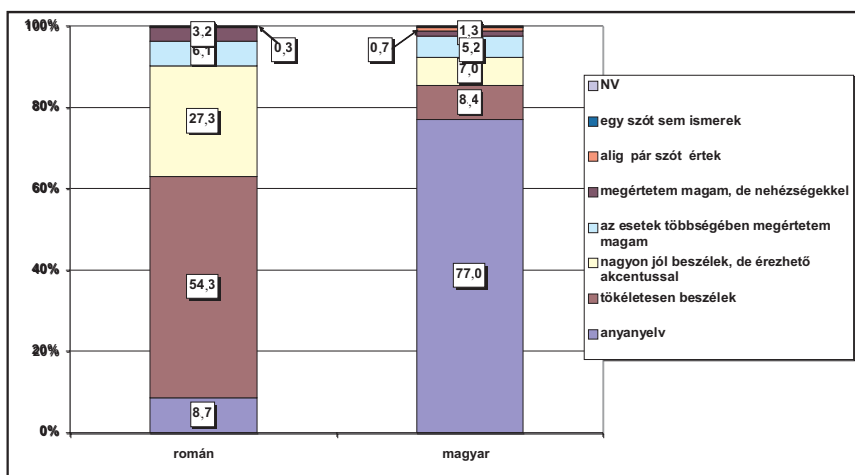 100%
80%
60%
40%
20%
0%
3,2
0,3
6,1
27,3
54,3
8,7
0,7
1,3
5,2
7,0
8,4
77,0
román
magyar
NV
egy szót sem ismerek
alig pár szót értek
megértetem magam, de nehézségekkel
az esetek többségében megértetem
magam
nagyon jól beszélek, de érezhető
akcentussal
tökéletesen beszélek
anyanyelv